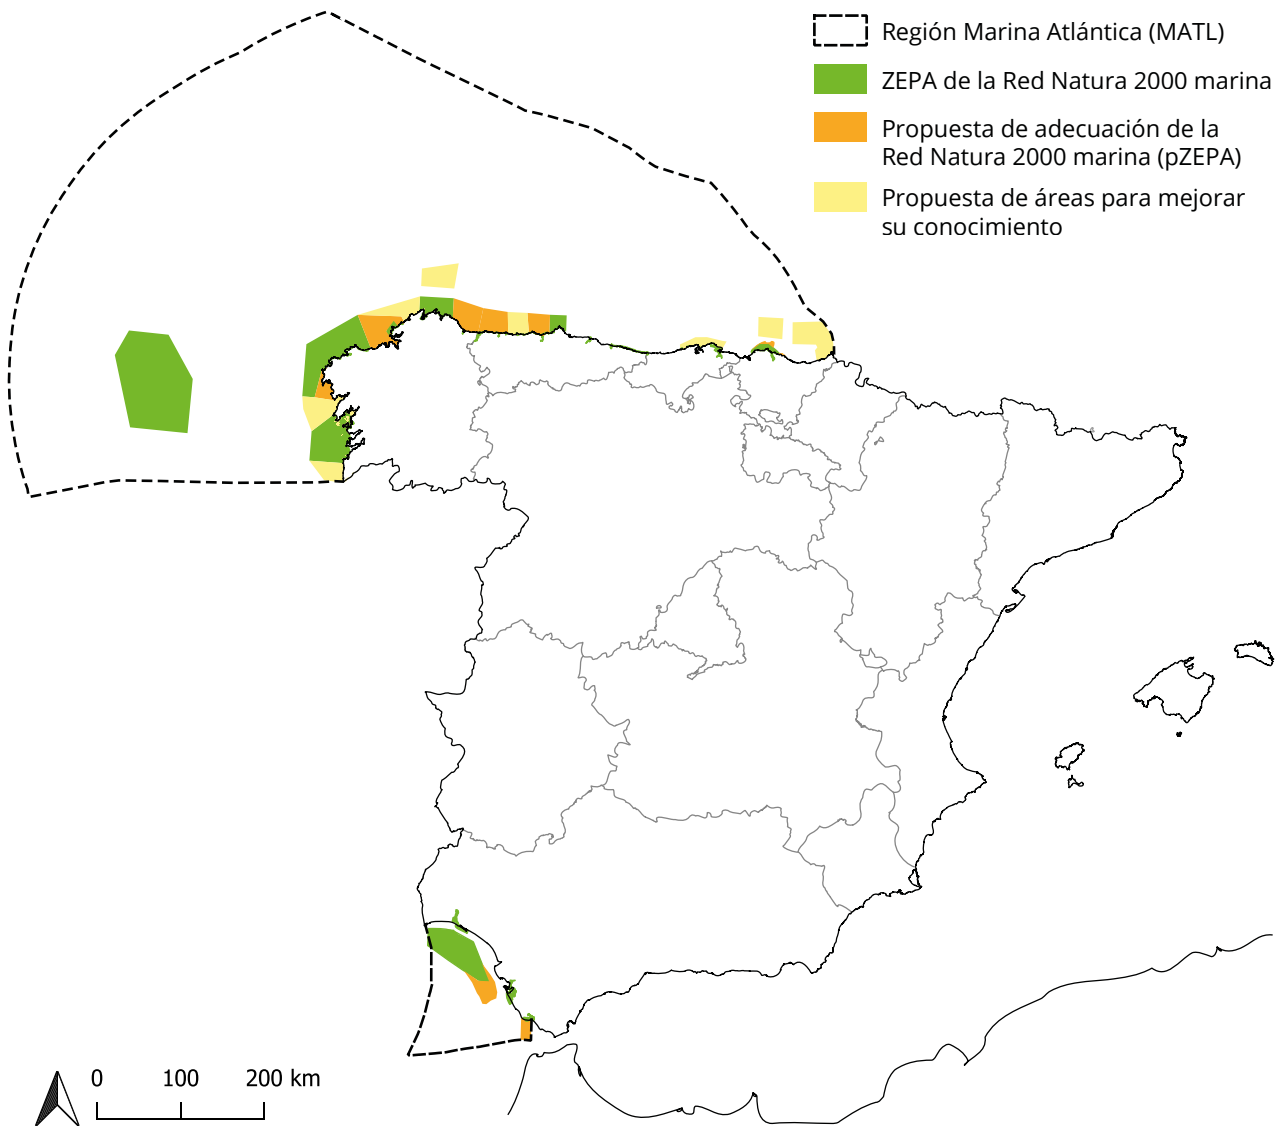 Región Marina Atlántica (MATL)
ZEPA de la Red Natura 2000 marina
Propuesta de adecuación de la
Red Natura 2000 marina (pZEPA)
Propuesta de áreas para mejorar
su conocimiento
0 100 200 km